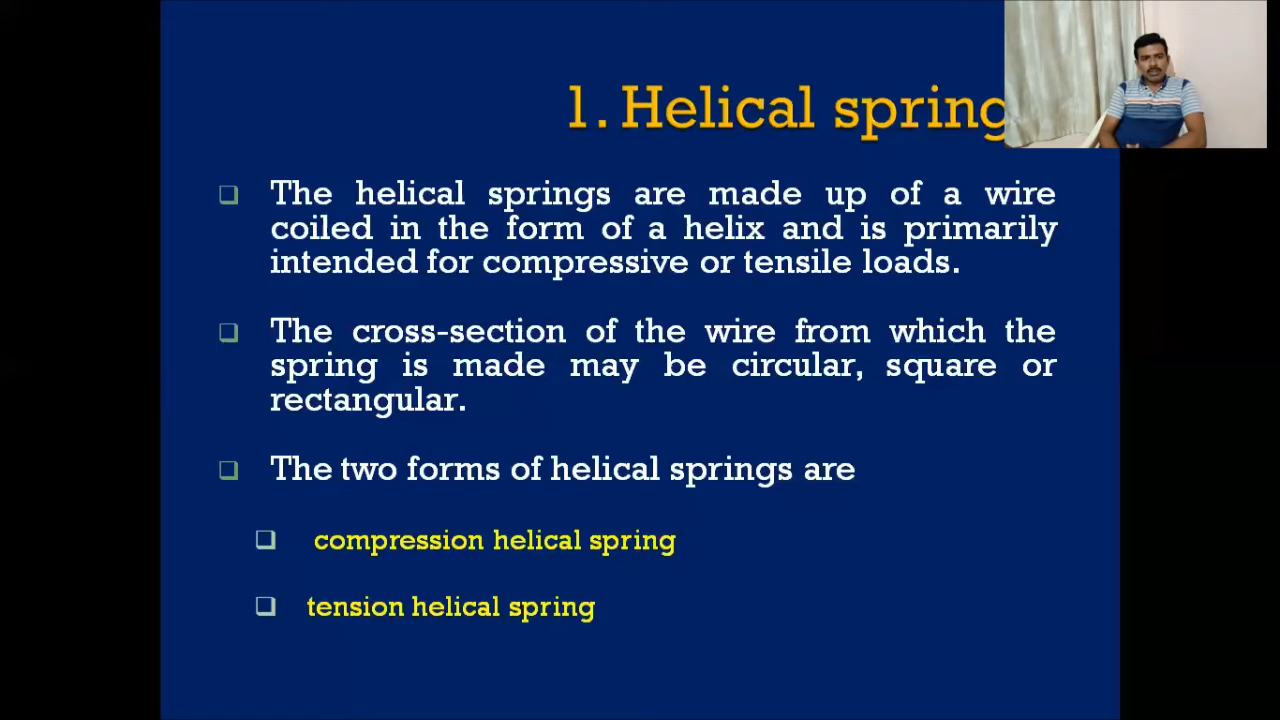 1. Helical spring
The helical springs are made up of a wire
coiled in the form of a helix and is primarily
intended for compressive or tensile loads.
The cross-section of the wire from which the
spring is made may be circular, square or
rectangular.
The two forms of helical springs are
compression helical spring
tension helical spring